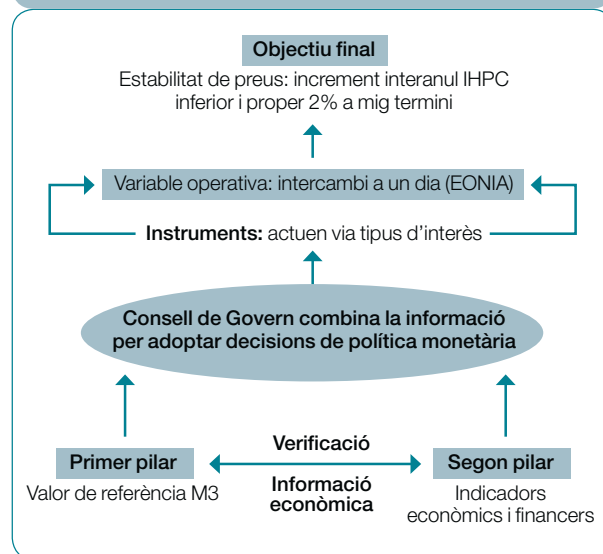 Objectiu final
Estabilitat de preus: increment interanul IHPC
inferior i proper 2% a mig termini
Variable operativa: intercambi a un dia (EONIA)
Instruments: actuen via tipus d’interès
Consell de Govern combina la informació
per adoptar decisions de política monetària
Verificació
Primer pilar
Segon pilar
Valor de referència M3
Informació
econòmica
Indicadors
econòmics i financers